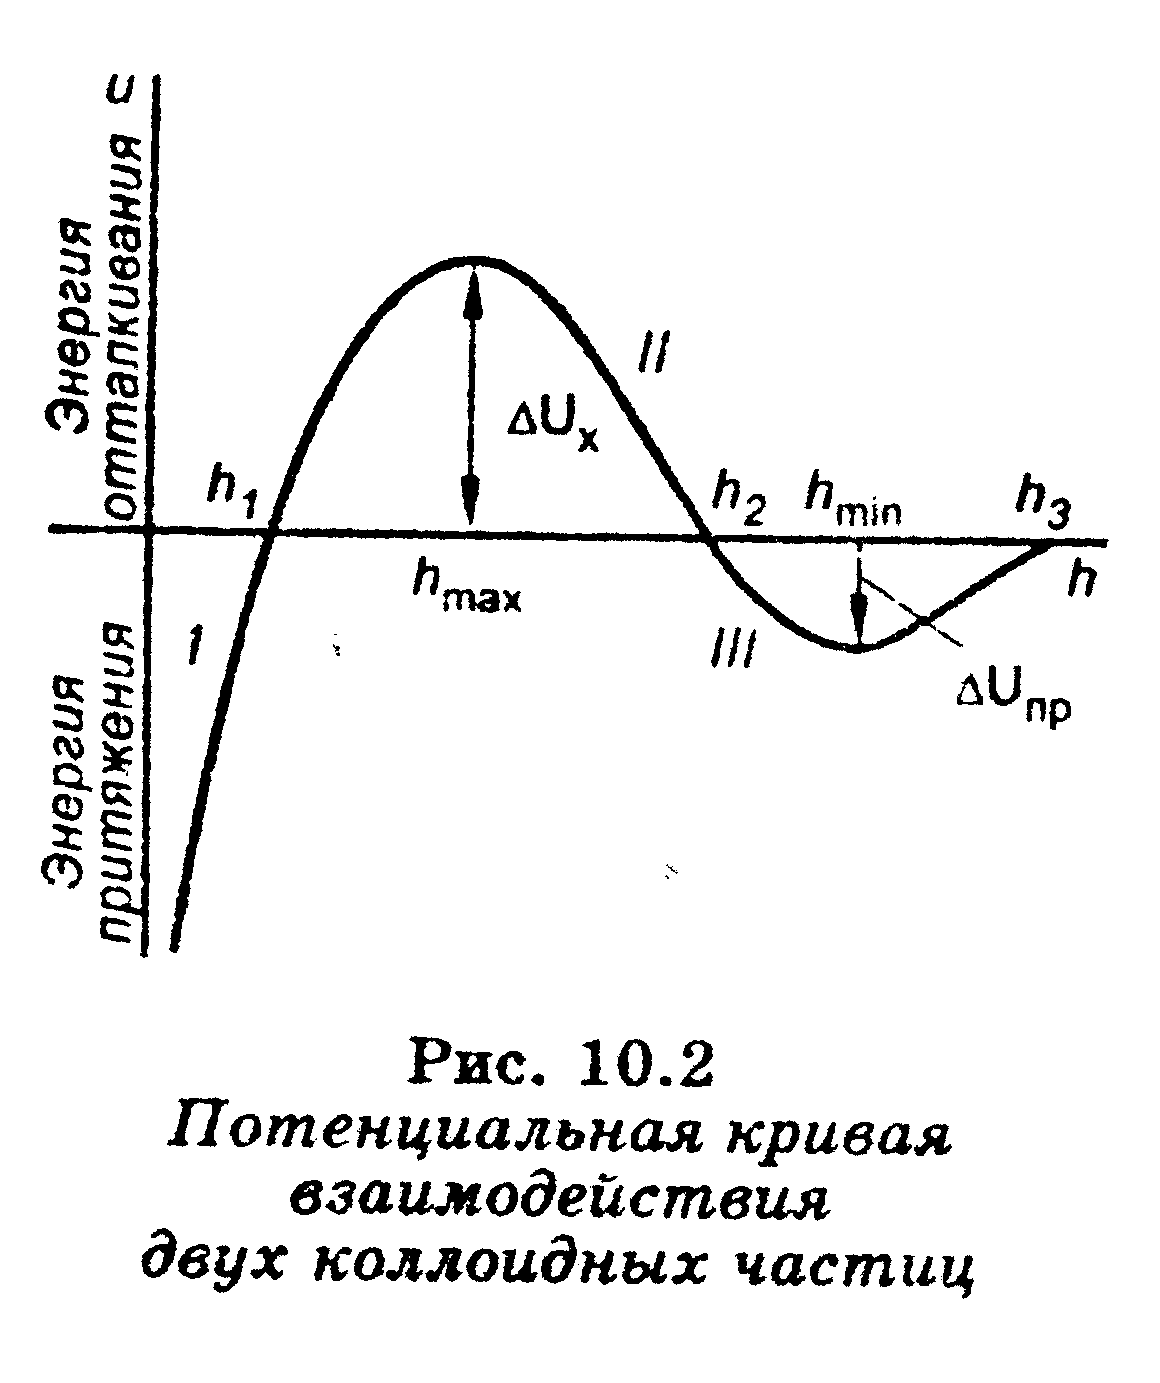 U
Энергия
отталкивания
Энергия
притяжения
I
II
III
h₁
h₂
h₃
hmax
hmin
h
ΔUх
ΔUпр
Рис. 10.2
Потенциальная кривая
взаимодействия
двух коллоидных частиц